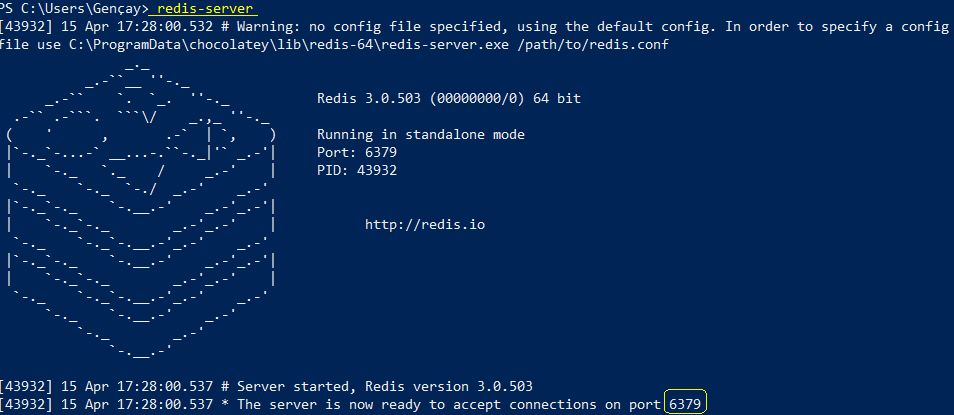 PS C:\Users\Gençay> redis-server
[43932] 15 Apr 17:28:00.532 # Warning: no config file specified, using the default config. In order to specify a config
file use C:\ProgramData\chocolatey\lib\redis-64\redis-server.exe /path/to/redis.conf
Redis 3.0.503 (00000000/0) 64 bit
Running in standalone mode
Port: 6379
PID: 43932
http://redis.io
[43932] 15 Apr 17:28:00.537 # Server started, Redis version 3.0.503
[43932] 15 Apr 17:28:00.537 * The server is now ready to accept connections on port 6379